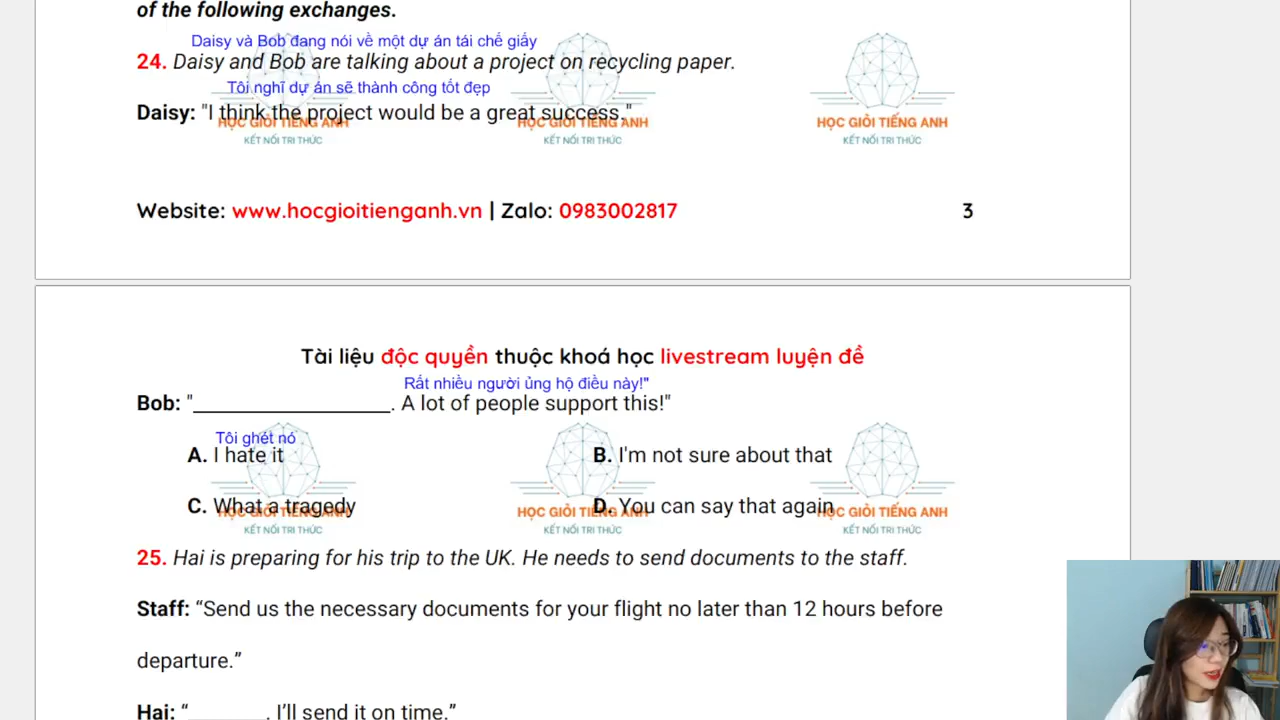 of the following exchanges.
Daisy và Bob đang nói về một dự án tái chế giấy
24. Daisy and Bob are talking about a project on recycling paper.
Tôi nghĩ dự án sẽ thành công tốt đẹp
Daisy: "I think the project would be a great success."
HỌC GIỎI TIẾNG ANH HỌC GIỎI TIẾNG ANH HỌC GIỎI TIẾNG ANH
KẾT NỐI TRI THỨC KẾT NỐI TRI THỨC KẾT NỐI TRI THỨC
Website: www.hocgioitienganh.vn | Zalo: 0983002817 3
Tài liệu độc quyền thuộc khoá học livestream luyện đề
Rất nhiều người ủng hộ điều này!"
Bob: "__________________. A lot of people support this!"
Tôi ghét nó
A. I hate it B. I'm not sure about that
C. What a tragedy D. You can say that again
HỌC GIỎI TIẾNG ANH HỌC GIỎI TIẾNG ANH HỌC GIỎI TIẾNG ANH
KẾT NỐI TRI THỨC KẾT NỐI TRI THỨC KẾT NỐI TRI THỨC
25. Hai is preparing for his trip to the UK. He needs to send documents to the staff.
Staff: “Send us the necessary documents for your flight no later than 12 hours before
departure.”
Hai: “_______. I’ll send it on time.”